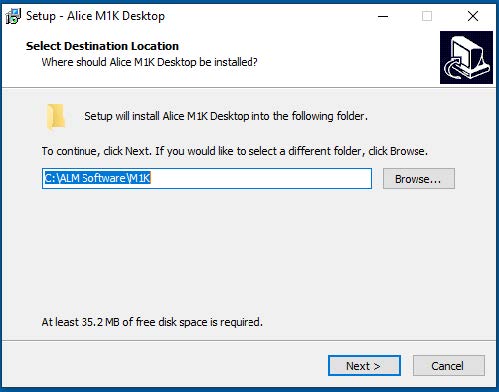 Setup - Alice M1K Desktop
Select Destination Location
Where should Alice M1K Desktop be installed?
Setup will install Alice M1K Desktop into the following folder.
To continue, click Next. If you would like to select a different folder, click Browse.
C:\ALM Software\M1K
Browse...
At least 35.2 MB of free disk space is required.
Next >
Cancel